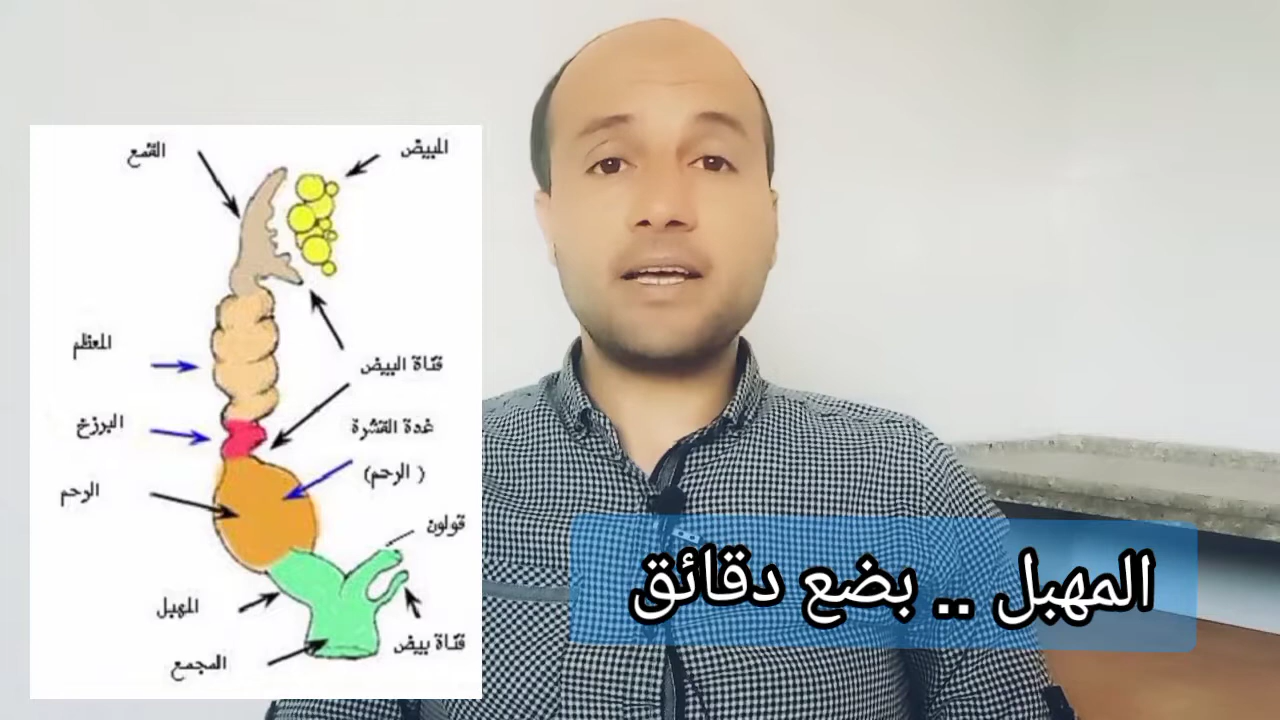 المبيض
القمع
المعظم
قناة البيض
البرزخ
غدة القشرة
(الرحم)
الرحم
قولون
المهبل
قناة بيض
المجمع
المهبل .. بضع دقائق